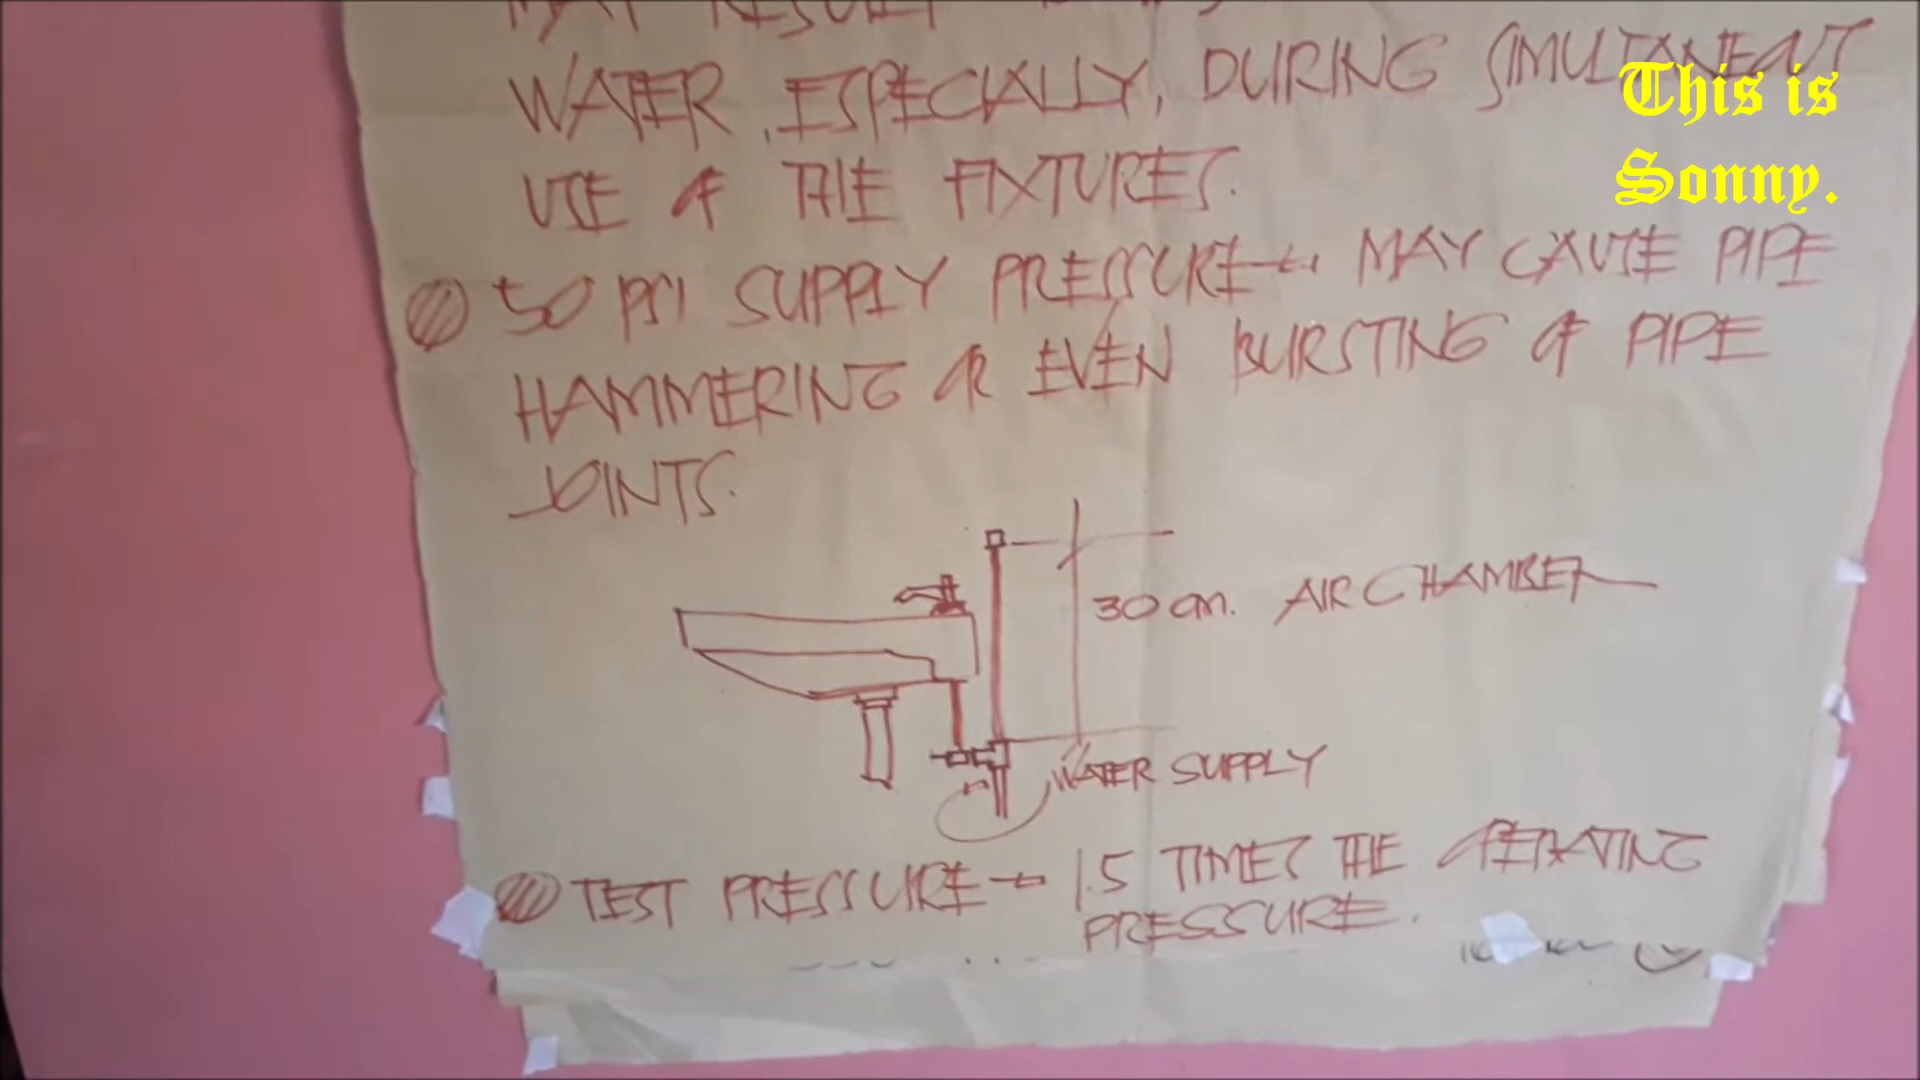 MAY RESULT
WATER, ESPECIALLY, DURING SIMULTANEOUS
USE OF THE FIXTURES.
50 PSI SUPPLY PRESSURE → MAY CAUSE PIPE
HAMMERING OR EVEN BURSTING OF PIPE
JOINTS.
30 cm. AIR CHAMBER
WATER SUPPLY
TEST PRESSURE → 1.5 TIMES THE OPERATING
PRESSURE.
This is
Sonny.